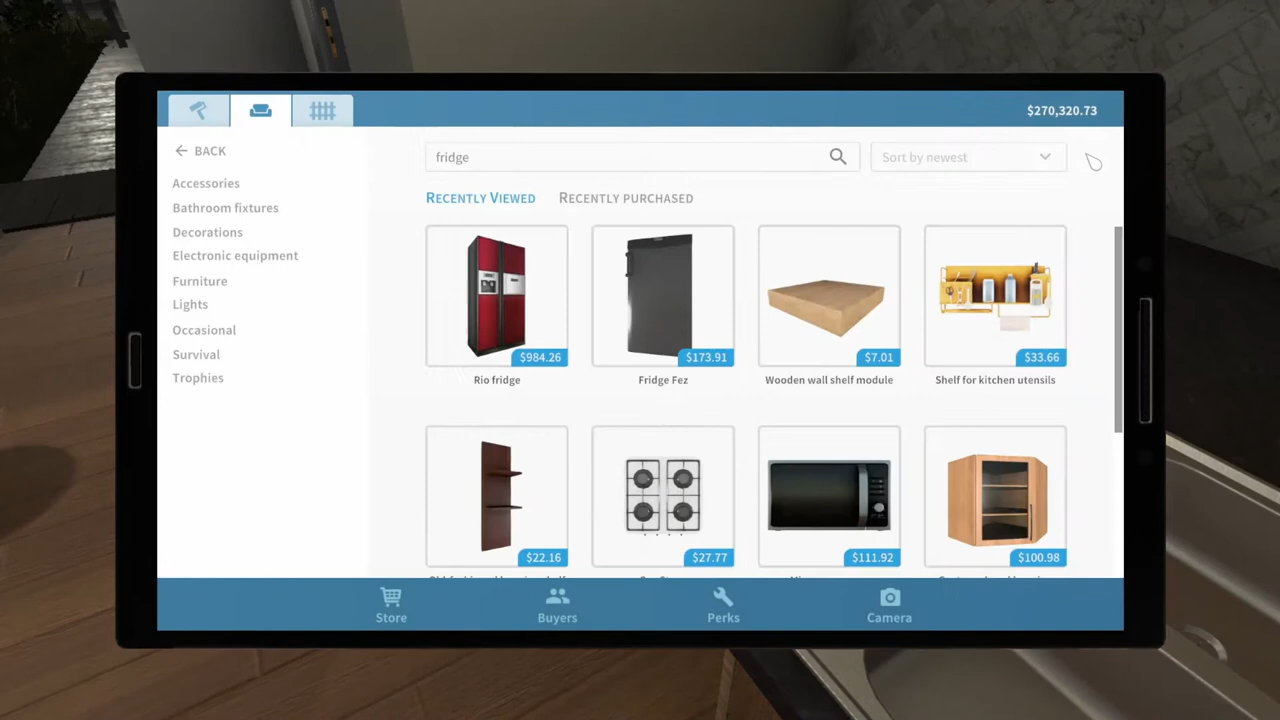 $270,320.73
BACK
Accessories
Bathroom fixtures
Decorations
Electronic equipment
Furniture
Lights
Occasional
Survival
Trophies
fridge
Sort by newest
RECENTLY VIEWED
RECENTLY PURCHASED
$984.26
$173.91
$7.01
$33.66
Rio fridge
Fridge Fez
Wooden wall shelf module
Shelf for kitchen utensils
$22.16
$27.77
$111.92
$100.98
Store
Buyers
Perks
Camera